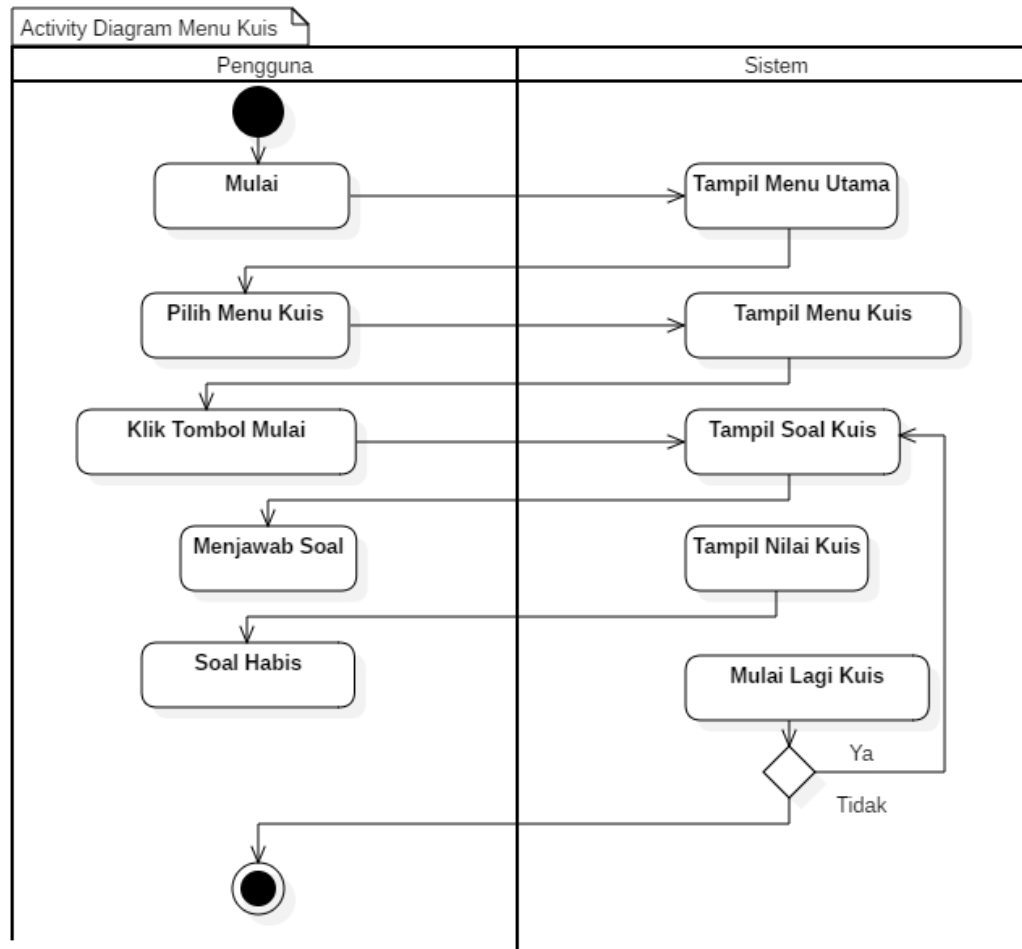 Activity Diagram Menu Kuis
Pengguna
Sistem
Mulai
Tampil Menu Utama
Pilih Menu Kuis
Tampil Menu Kuis
Klik Tombol Mulai
Tampil Soal Kuis
Menjawab Soal
Tampil Nilai Kuis
Soal Habis
Mulai Lagi Kuis
Ya
Tidak